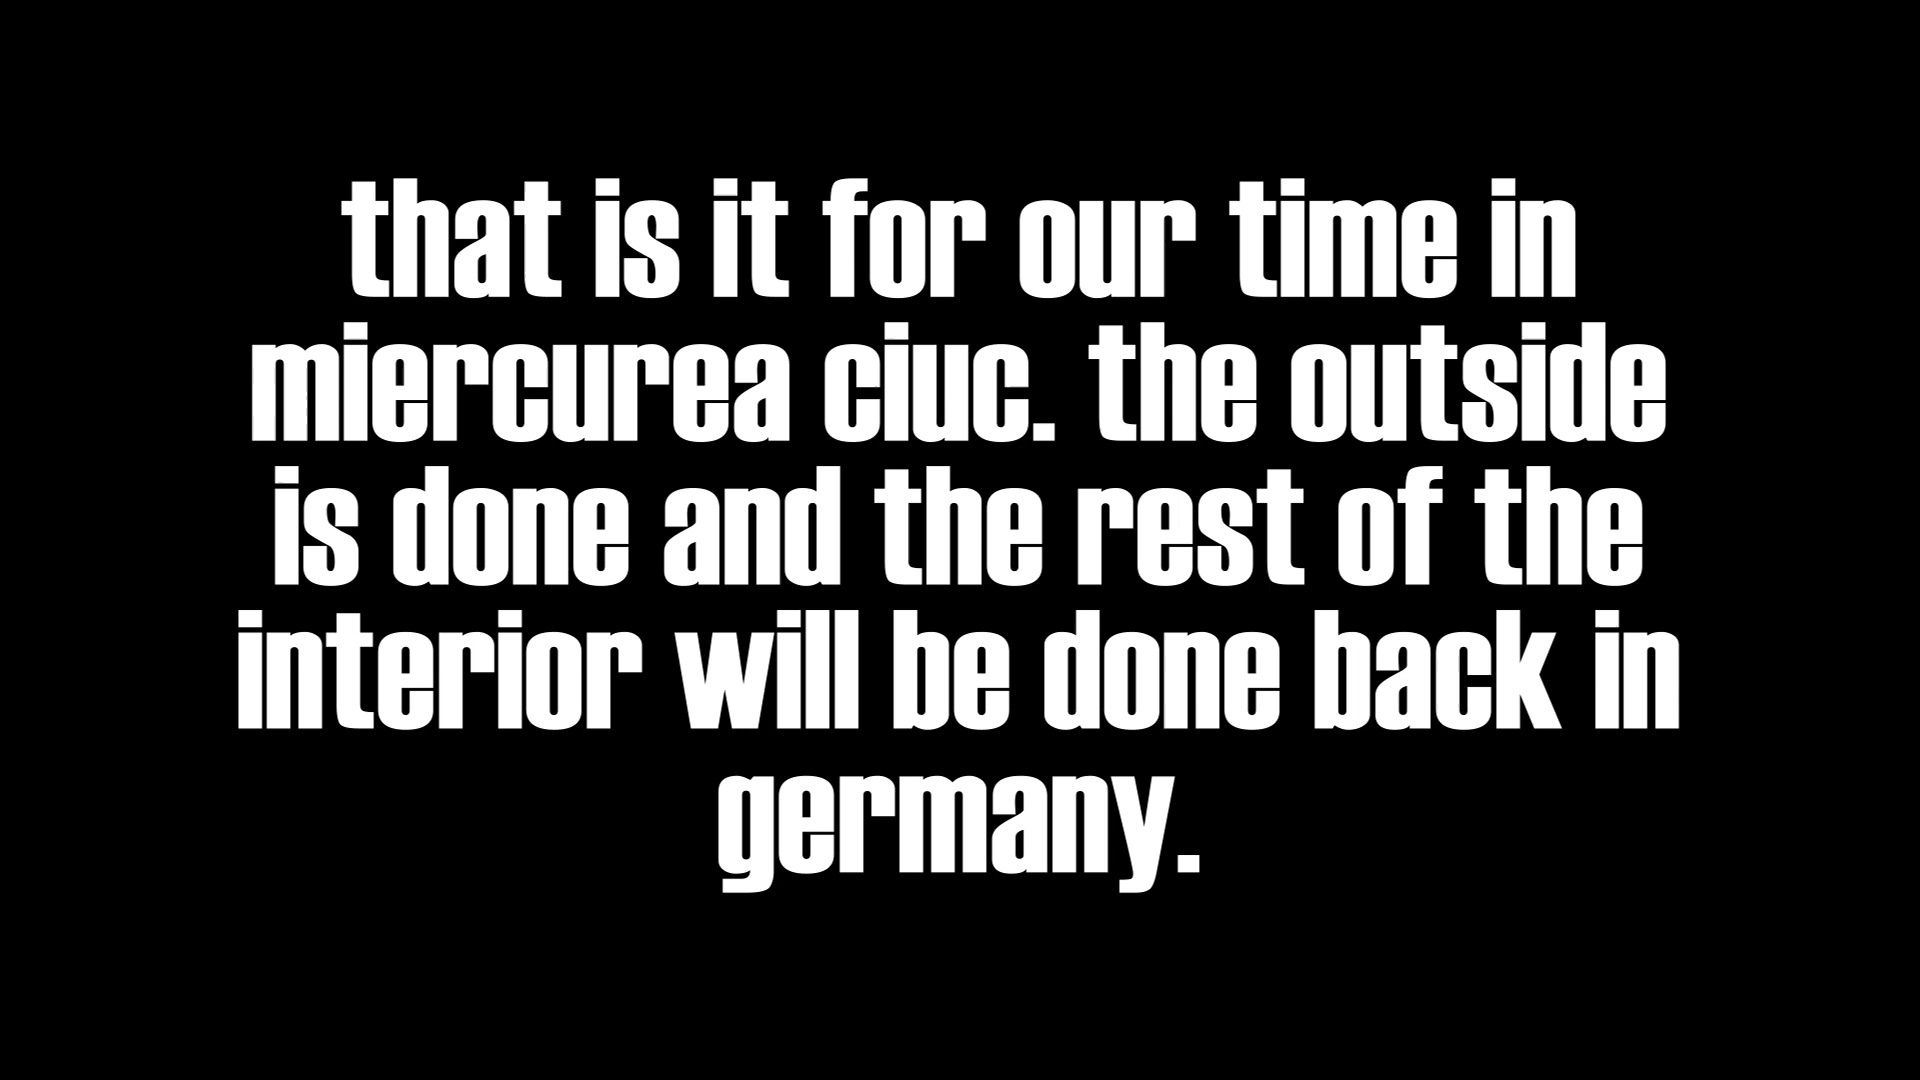 that is it for our time in
miercurea ciuc. the outside
is done and the rest of the
interior will be done back in
germany.